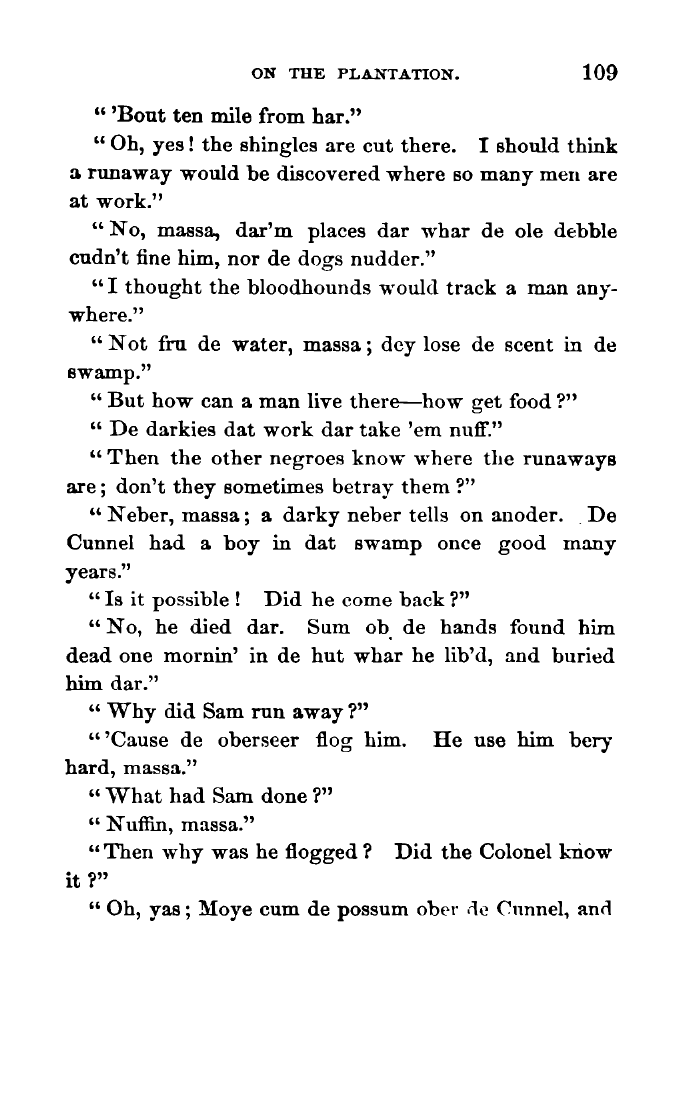 ON THE PLANTATION. 109
“ ’Bout ten mile from har.”
“ Oh, yes! the shingles are cut there. I should think
a runaway would be discovered where so many men are
at work.”
“ No, massa, dar’m places dar whar de ole debble
cudn’t fine him, nor de dogs nudder.”
“ I thought the bloodhounds would track a man any-
where.”
“ Not fru de water, massa; dey lose de scent in de
swamp.”
“ But how can a man live there—how get food?”
“ De darkies dat work dar take ’em nuff.”
“ Then the other negroes know where the runaways
are; don’t they sometimes betray them?”
“ Neber, massa; a darky neber tells on anoder. De
Cunnel had a boy in dat swamp once good many
years.”
“ Is it possible! Did he come back?”
“ No, he died dar. Sum ob de hands found him
dead one mornin’ in de hut whar he lib’d, and buried
him dar.”
“ Why did Sam run away?”
“ ’Cause de oberseer flog him. He use him bery
hard, massa.”
“ What had Sam done?”
“ Nuffin, massa.”
“ Then why was he flogged? Did the Colonel know
it?”
“ Oh, yas; Moye cum de possum ober de Cunnel, and